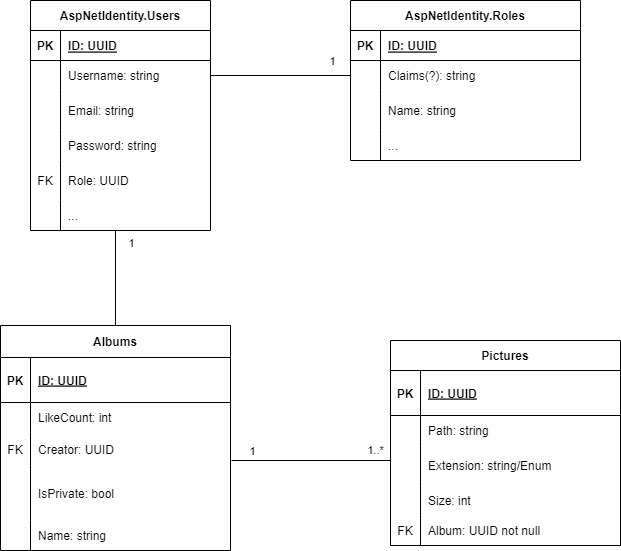 AspNetIdentity.Users
PK ID: UUID
Username: string
Email: string
Password: string
FK Role: UUID
...
1
AspNetIdentity.Roles
PK ID: UUID
Claims(?): string
Name: string
...
1
Albums
PK ID: UUID
LikeCount: int
FK Creator: UUID
IsPrivate: bool
Name: string
1
1..*
Pictures
PK ID: UUID
Path: string
Extension: string/Enum
Size: int
FK Album: UUID not null